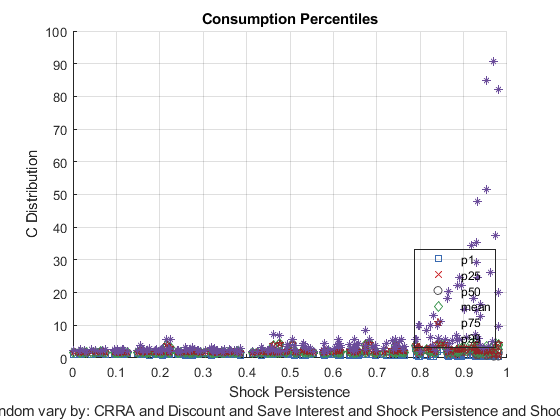 Consumption Percentiles
100
90
80
70
60
50
40
30
20
10
0
C Distribution
p1
p25
p50
mean
p75
0 0.1 0.2 0.3 0.4 0.5 0.6 0.7 0.8 0.9 1
Shock Persistence
ndom vary by: CRRA and Discount and Save Interest and Shock Persistence and Sho